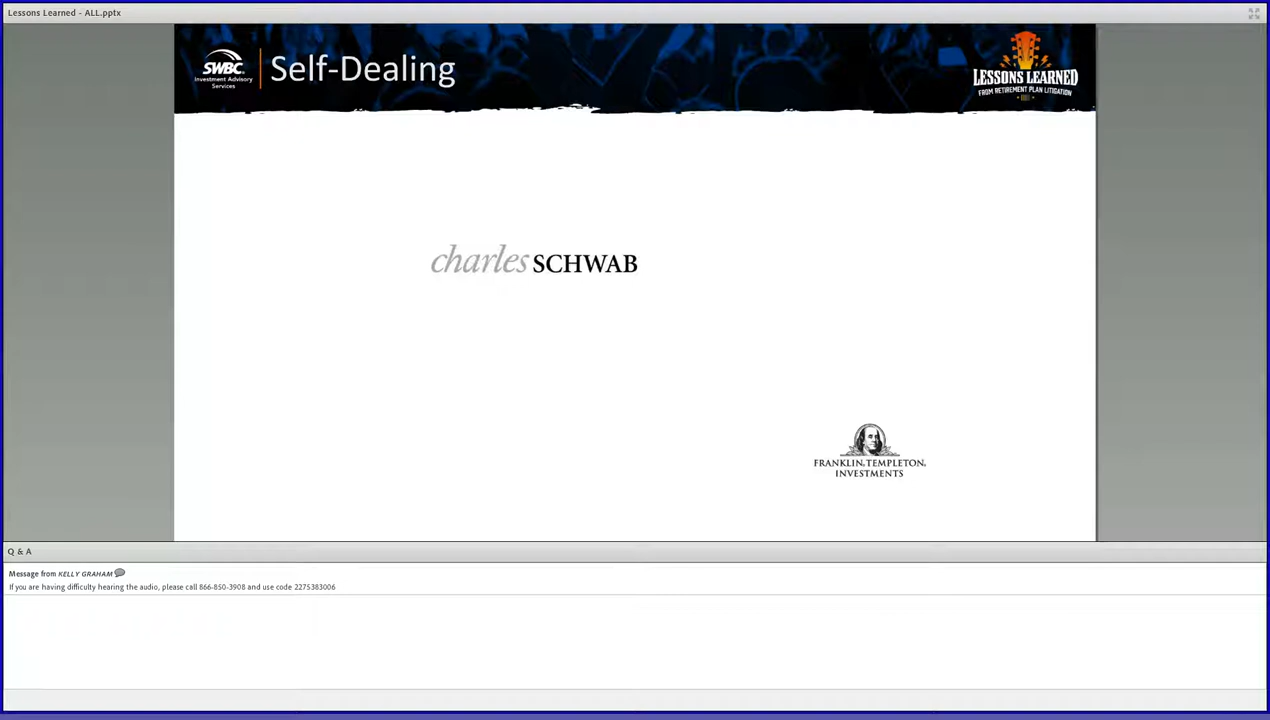 Lessons Learned - ALL.pptx
SWBC
Investment Advisory
Services
Self-Dealing
LESSONS LEARNED
FROM RETIREMENT PLAN LITIGATION
charles SCHWAB
FRANKLIN TEMPLETON
INVESTMENTS
Q & A
Message from KELLY GRAHAM
If you are having difficulty hearing the audio, please call 866-850-3908 and use code 2275383006